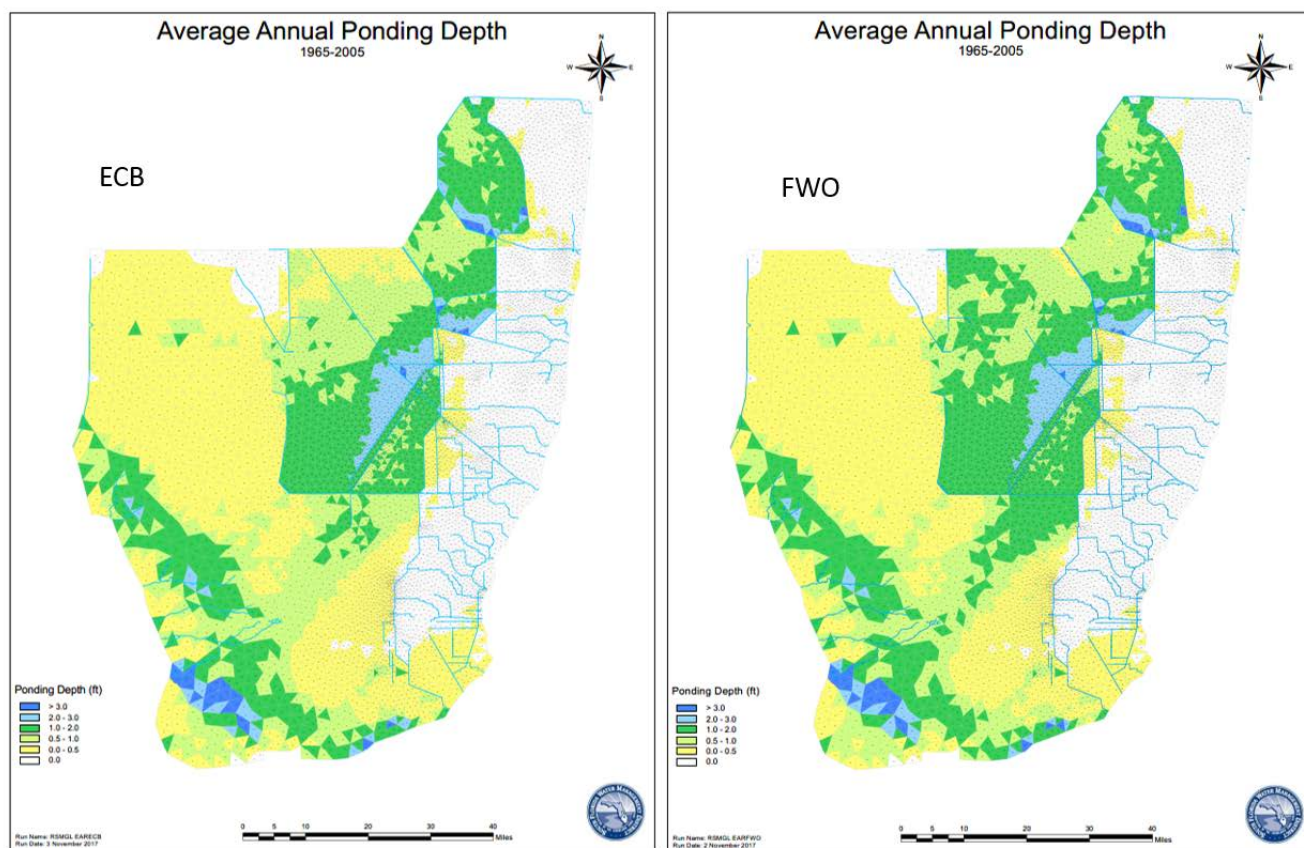 Average Annual Ponding Depth
1965-2005
N
W
E
S
ECB
Ponding Depth (ft)
> 3.0
2.0 - 3.0
1.0 - 2.0
0.5 - 1.0
0.0 - 0.5
0.0
0 5 10 20 30 40
Miles
Run Name: RSMGL EARECB
Run Date: 3 November 2017
Average Annual Ponding Depth
1965-2005
N
W
E
S
FWO
Ponding Depth (ft)
> 3.0
2.0 - 3.0
1.0 - 2.0
0.5 - 1.0
0.0 - 0.5
0.0
0 5 10 20 30 40
Miles
Run Name: RSMGL EARFWO
Run Date: 2 November 2017